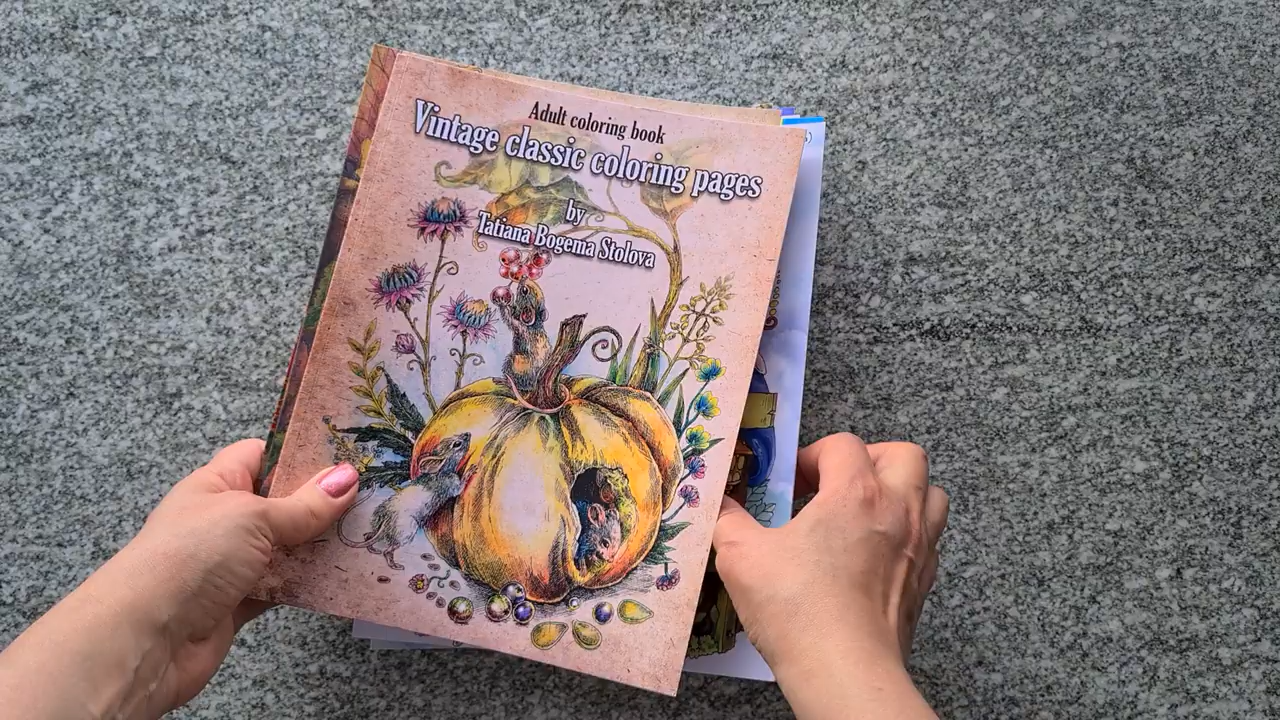 Adult coloring book
Vintage classic coloring pages
by
Tatiana Bogema Stolova